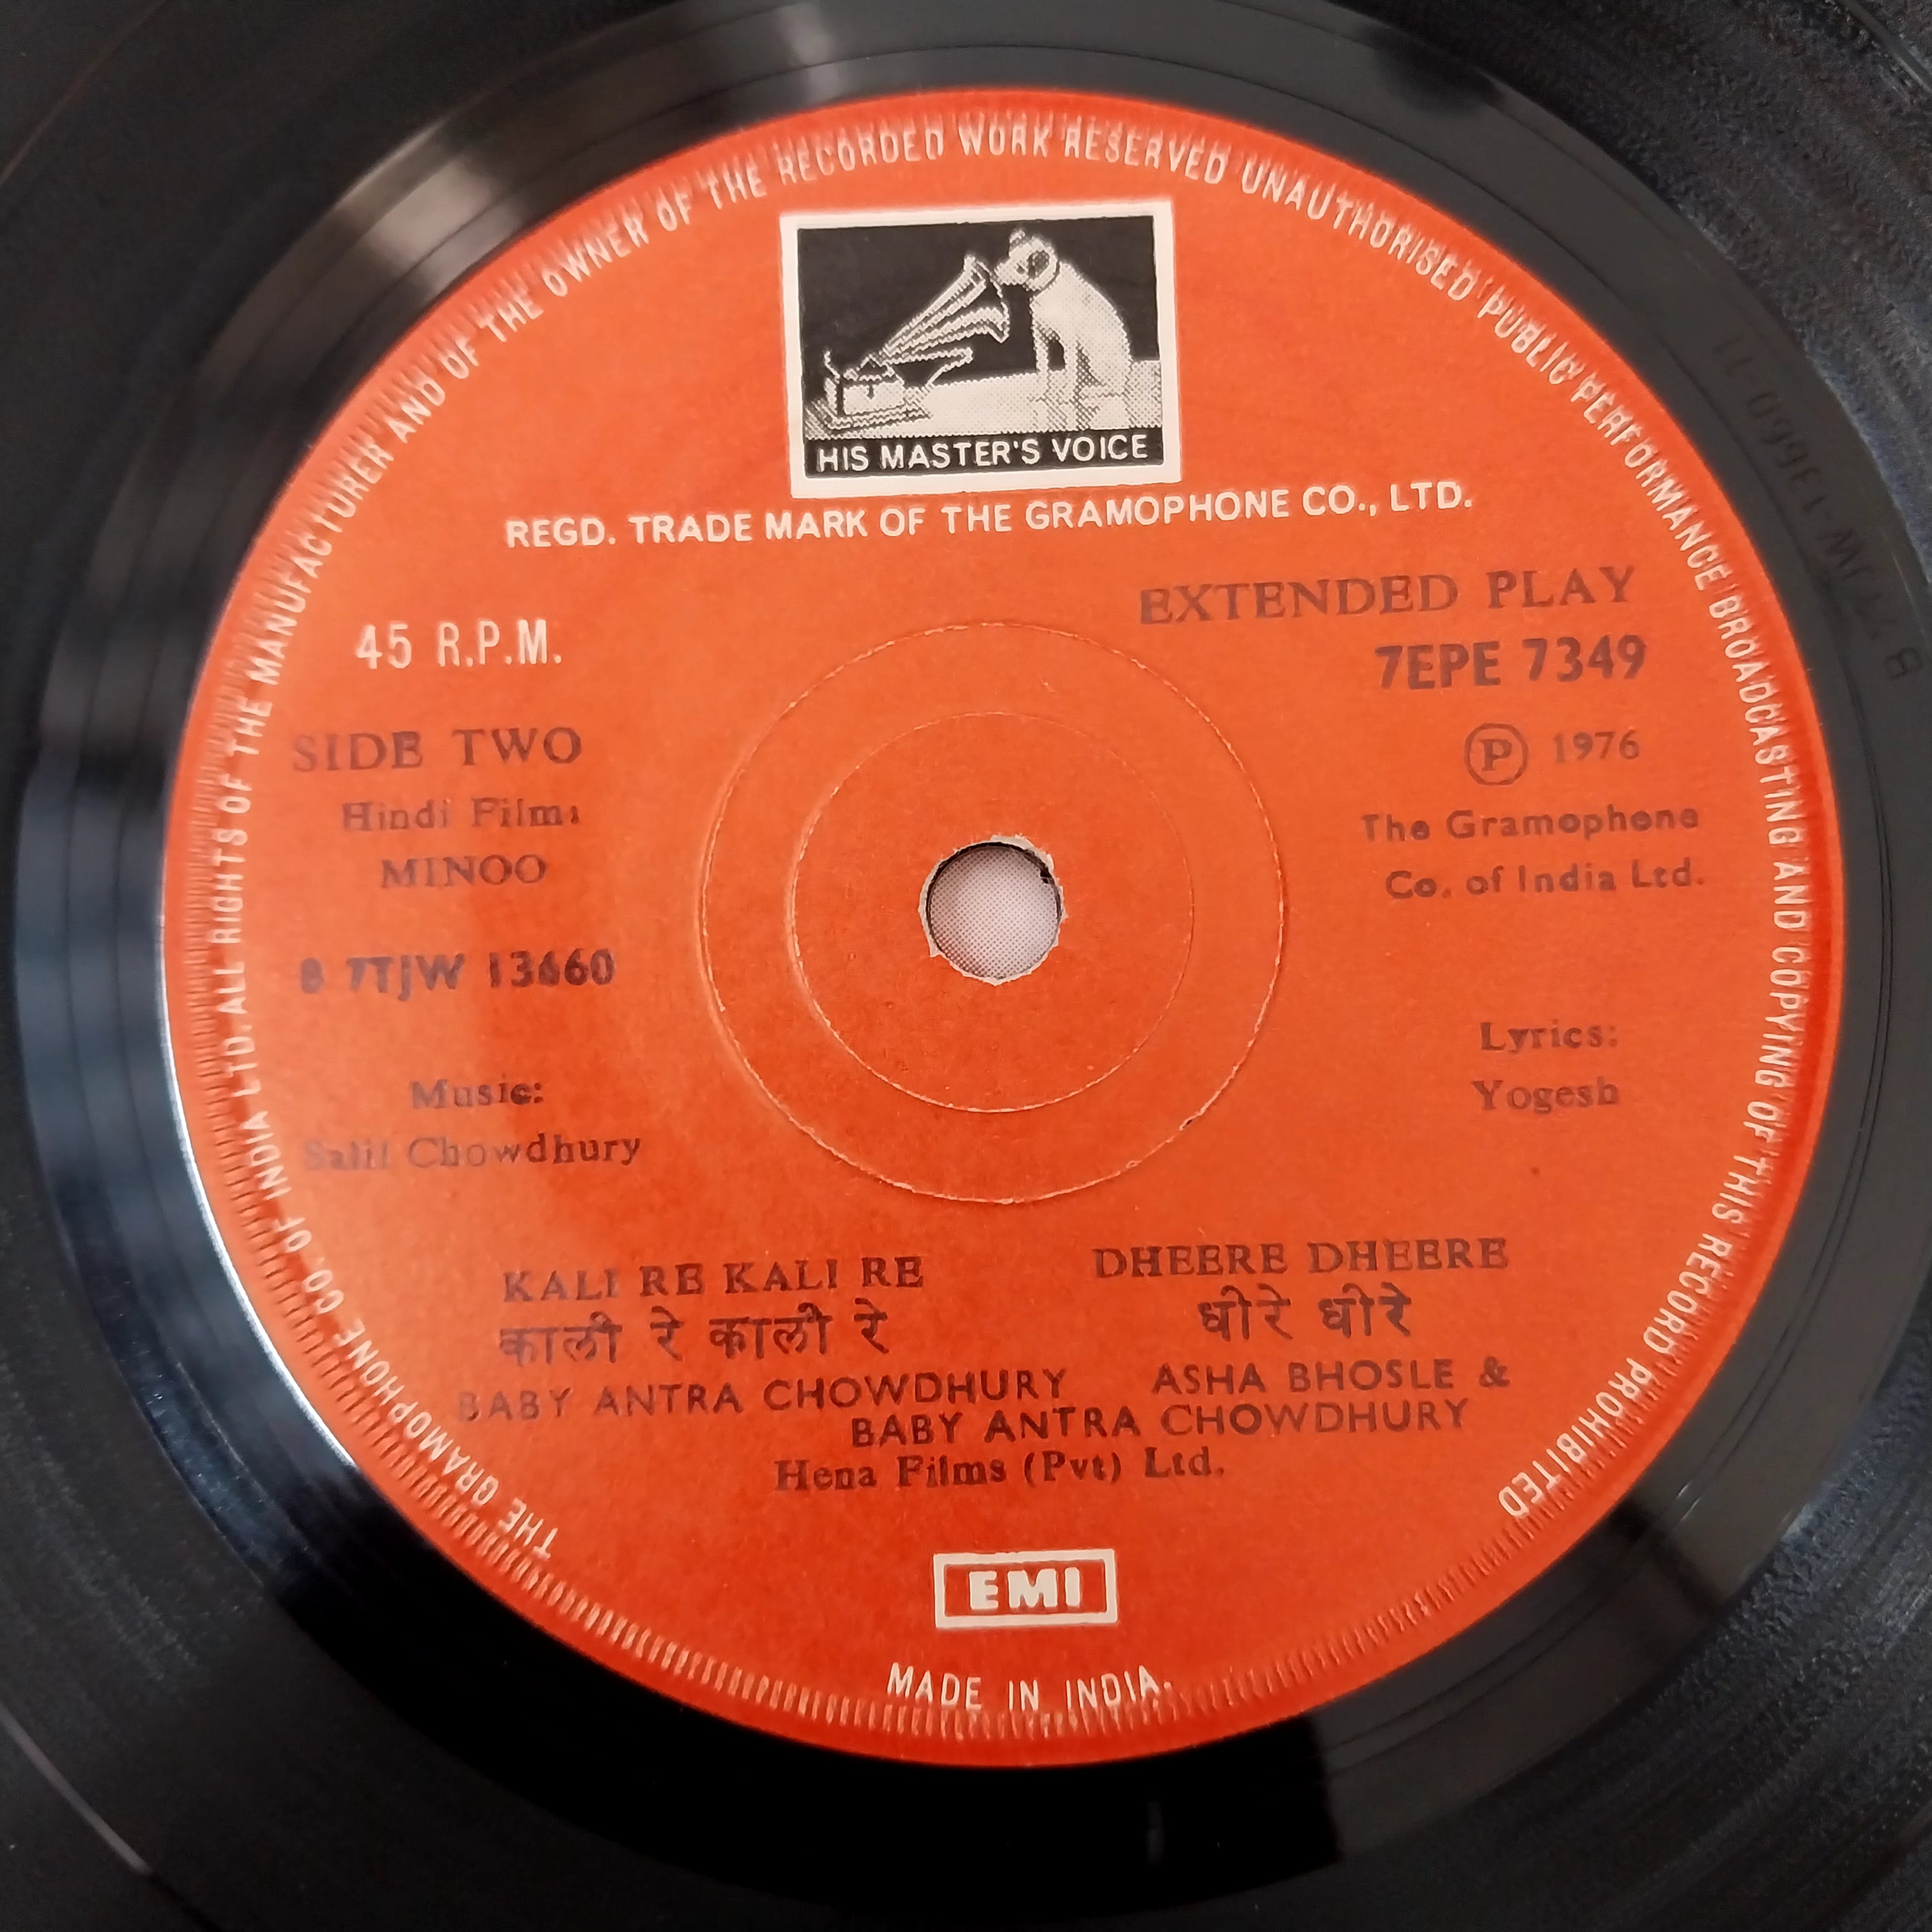 THE GRAMOPHONE CO. OF INDIA LTD. ALL RIGHTS OF THE MANUFACTURER AND OF THE OWNER OF THE RECORDED WORK RESERVED UNAUTHORISED PUBLIC PERFORMANCE BROADCASTING AND COPYING OF THIS RECORD PROHIBITED
HIS MASTER'S VOICE
REGD. TRADE MARK OF THE GRAMOPHONE CO., LTD.
45 R.P.M.
EXTENDED PLAY
7EPE 7349
SIDE TWO
Hindi Film:
MINOO
Ⓟ 1976
The Gramophone
Co. of India Ltd.
B 7TJW 13660
Music:
Salil Chowdhury
Lyrics:
Yogesh
KALI RE KALI RE
काली रे काली रे
BABY ANTRA CHOWDHURY
DHEERE DHEERE
धीरे धीरे
ASHA BHOSLE &
BABY ANTRA CHOWDHURY
Hena Films (Pvt) Ltd.
EMI
MADE IN INDIA.